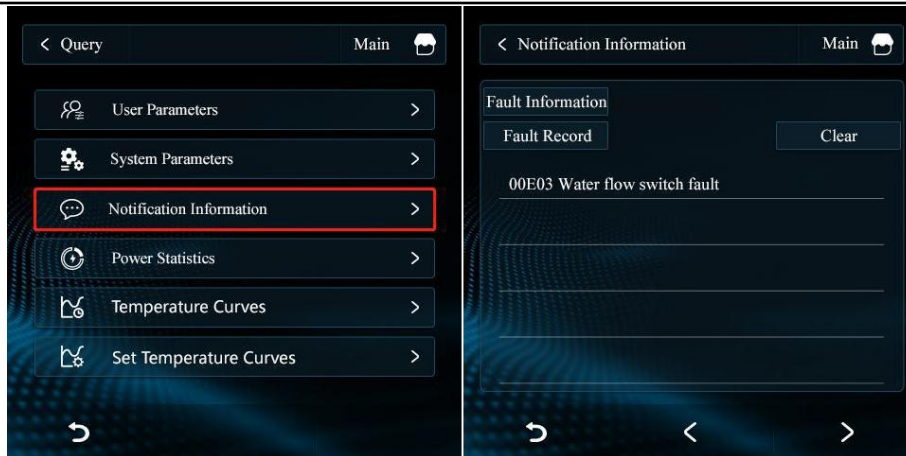 Query Main
User Parameters
System Parameters
Notification Information
Power Statistics
Temperature Curves
Set Temperature Curves
Notification Information Main
Fault Information
Fault Record Clear
00E03 Water flow switch fault